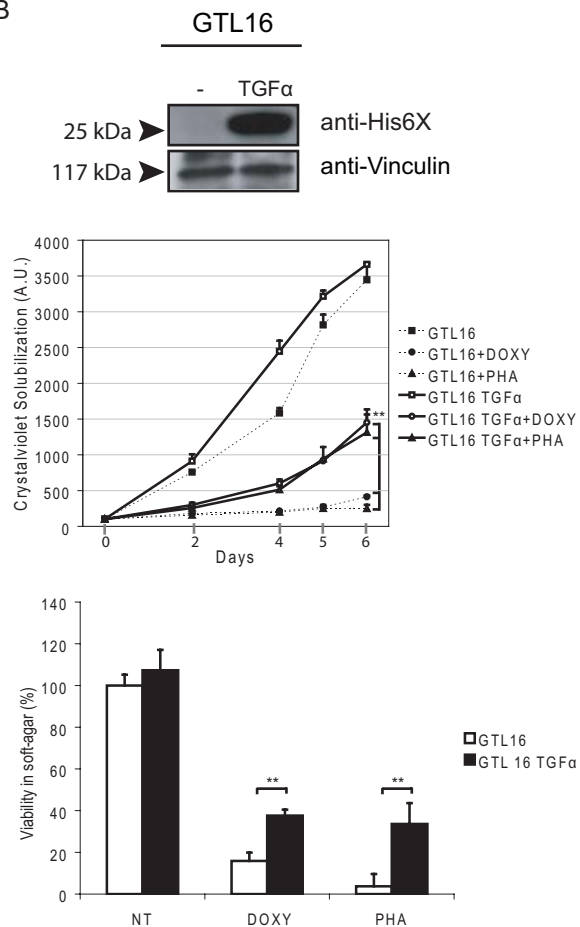 B
GTL16
- TGFα
25 kDa anti-His6X
117 kDa anti-Vinculin
Crystalviolet Solubilization (A.U.)
4000
3500
3000
2500
2000
1500
1000
500
0
0 2 4 5 6
Days
**
GTL16
GTL16+DOXY
GTL16+PHA
GTL16 TGFα
GTL16 TGFα+DOXY
GTL16 TGFα+PHA
Viability in soft-agar (%)
140
120
100
80
60
40
20
0
** **
NT DOXY PHA
GTL16
GTL 16 TGFα